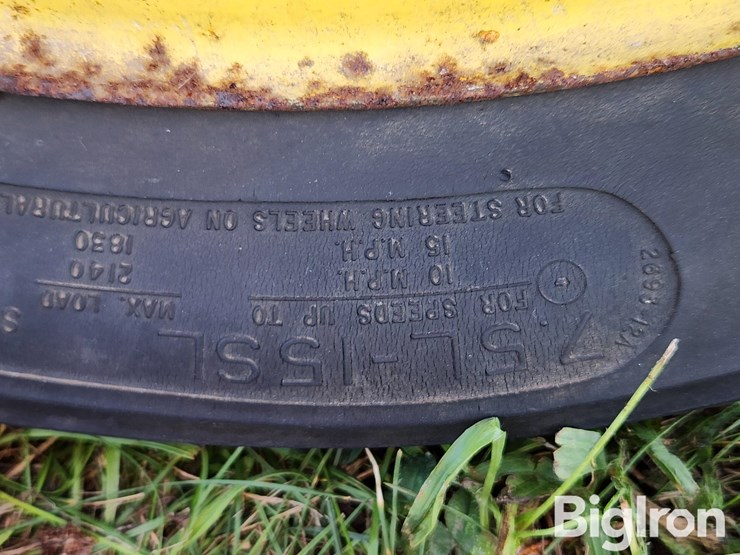 7.5L-15SL
FOR SPEEDS UP TO MAX. LOAD
10 M.P.H. 2140
15 M.P.H. 1830
FOR STEERING WHEELS ON AGRICULTURAL
S
S
BigIron